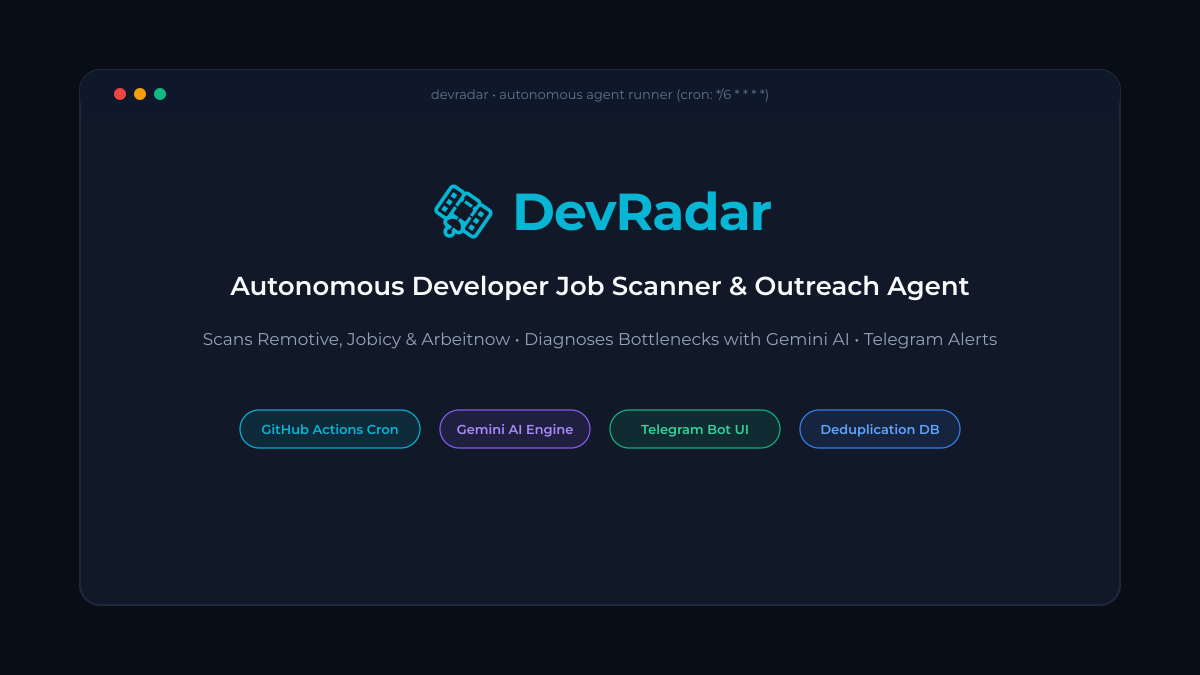 devradar • autonomous agent runner (cron: */6 * * * *)
DevRadar
Autonomous Developer Job Scanner & Outreach Agent
Scans Remotive, Jobicy & Arbeitnow • Diagnoses Bottlenecks with Gemini AI • Telegram Alerts
GitHub Actions Cron
Gemini AI Engine
Telegram Bot UI
Deduplication DB